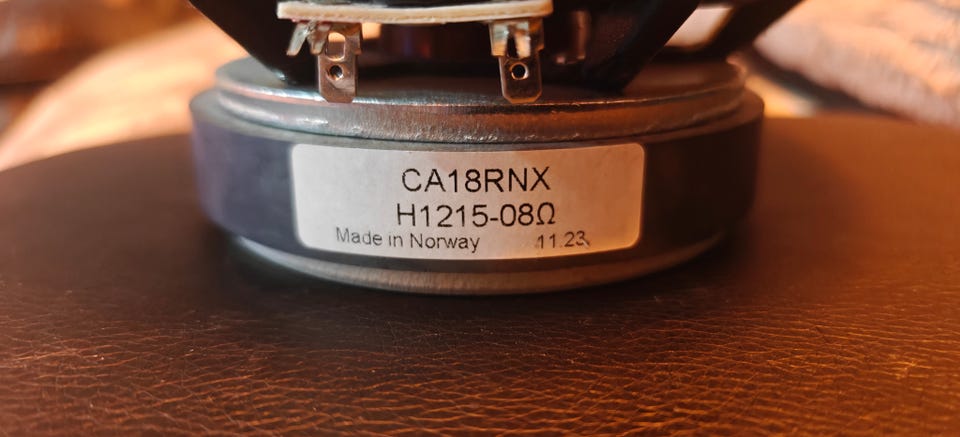 CA18RNX
H1215-08Ω
Made in Norway 11.23